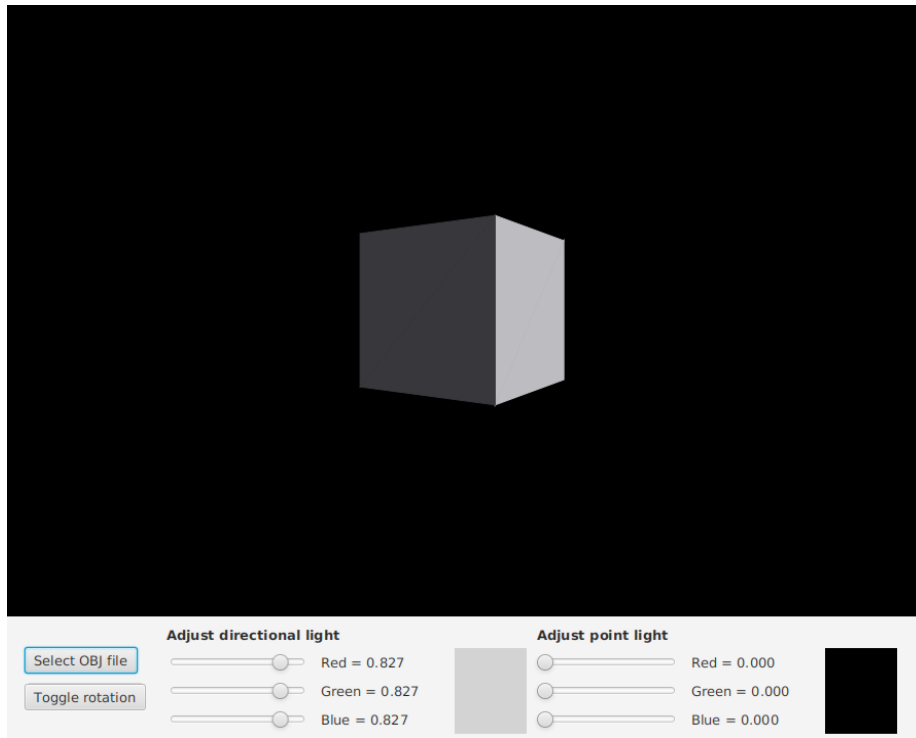 Adjust directional light
Adjust point light
Select OBJ file
Red = 0.827
Red = 0.000
Toggle rotation
Green = 0.827
Green = 0.000
Blue = 0.827
Blue = 0.000